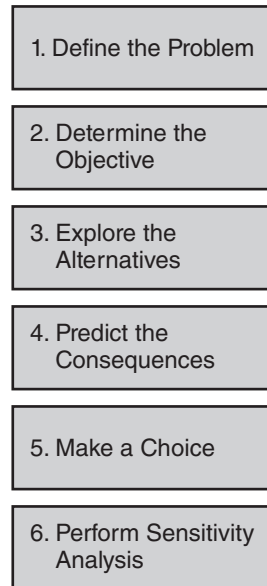 1. Define the Problem
2. Determine the
Objective
3. Explore the
Alternatives
4. Predict the
Consequences
5. Make a Choice
6. Perform Sensitivity
Analysis